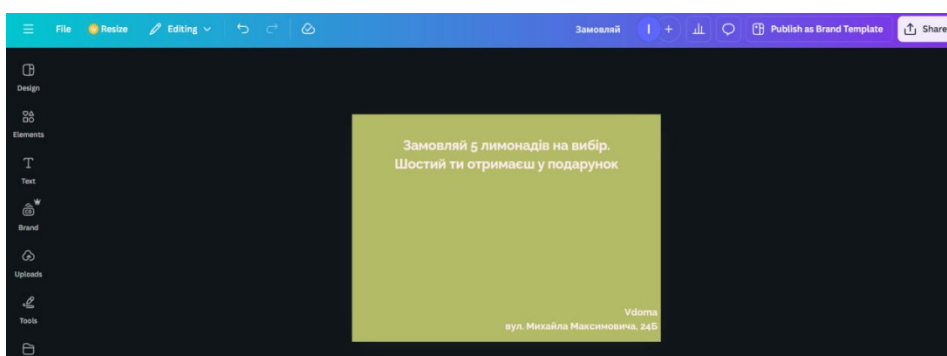 File
Resize
Editing
Замовляй
I
+
Publish as Brand Template
Share
Design
Elements
Text
Brand
Uploads
Tools
Замовляй 5 лимонадів на вибір.
Шостий ти отримаєш у подарунок
Vdoma
вул. Михайла Максимовича, 24Б